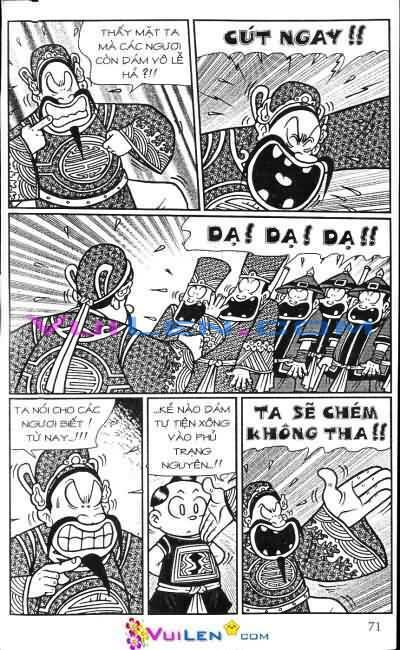 THẤY MẶT TA
MÀ CÁC NGƯƠI
CÒN DÁM VÔ LỄ
HẢ ?!!
CÚT NGAY !!
DẠ! DẠ! DẠ!!
VUILEN.COM
TA NÓI CHO CÁC
NGƯƠI BIẾT !
TỪ NAY...!!!
..KẺ NÀO DÁM
TỰ TIỆN XÔNG
VÀO PHỦ
TRẠNG
NGUYÊN..!!
TA SẼ CHÉM
KHÔNG THA!!
71
VUILEN.COM